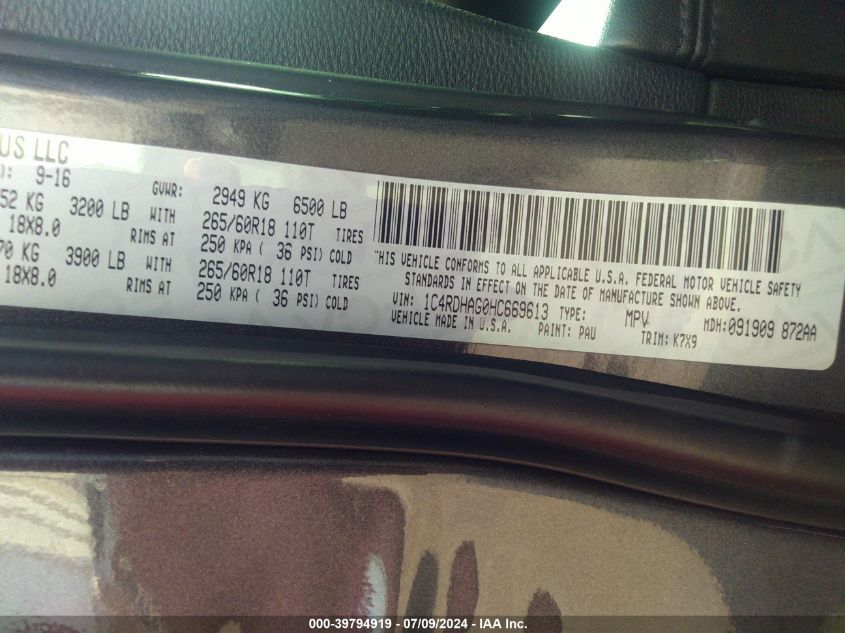 US LLC
): 9-16
GVWR: 2949 KG 6500 LB
52 KG 3200 LB WITH 265/60R18 110T TIRES
18X8.0 RIMS AT 250 KPA ( 36 PSI) COLD
70 KG 3900 LB WITH 265/60R18 110T TIRES
18X8.0 RIMS AT 250 KPA ( 36 PSI) COLD
HIS VEHICLE CONFORMS TO ALL APPLICABLE U.S.A. FEDERAL MOTOR VEHICLE SAFETY
STANDARDS IN EFFECT ON THE DATE OF MANUFACTURE SHOWN ABOVE.
VIN: 1C4RDHAG0HC669613 TYPE: MPV MDH:091909 872AA
VEHICLE MADE IN U.S.A. PAINT: PAU TRIM: K7X9
000-39794919 - 07/09/2024 - IAA Inc.